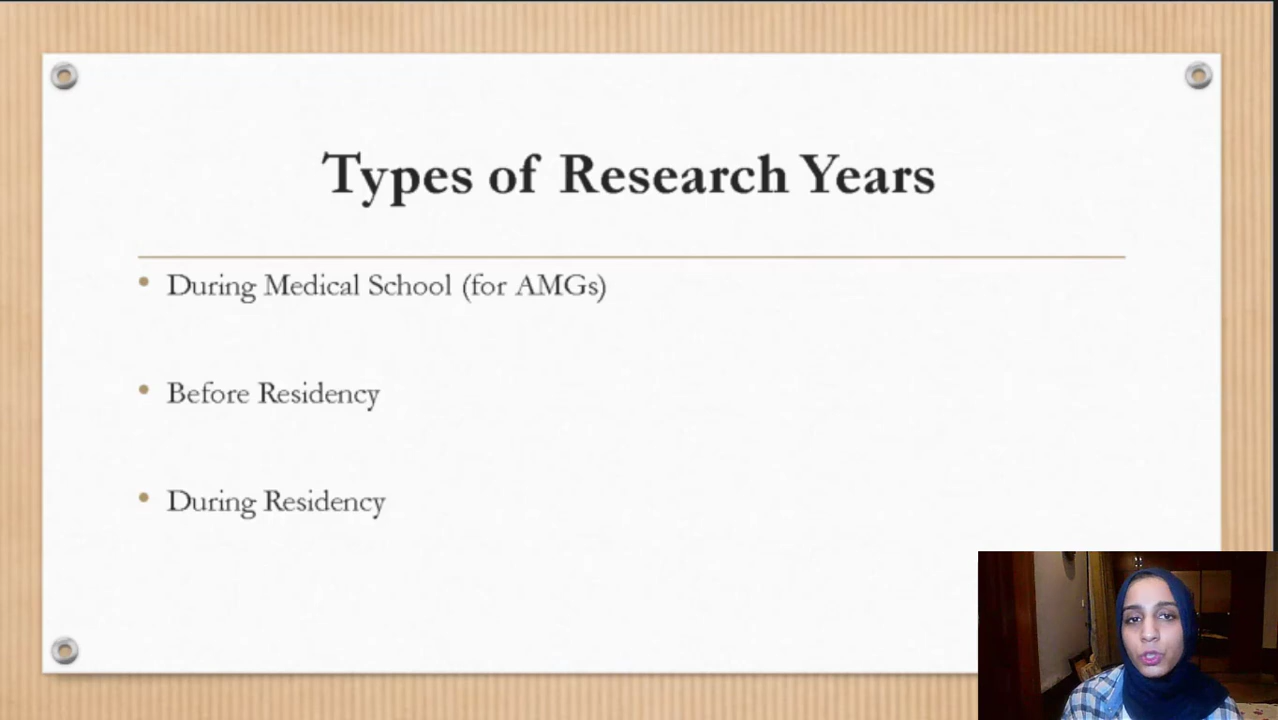 Types of Research Years
During Medical School (for AMGs)
Before Residency
During Residency